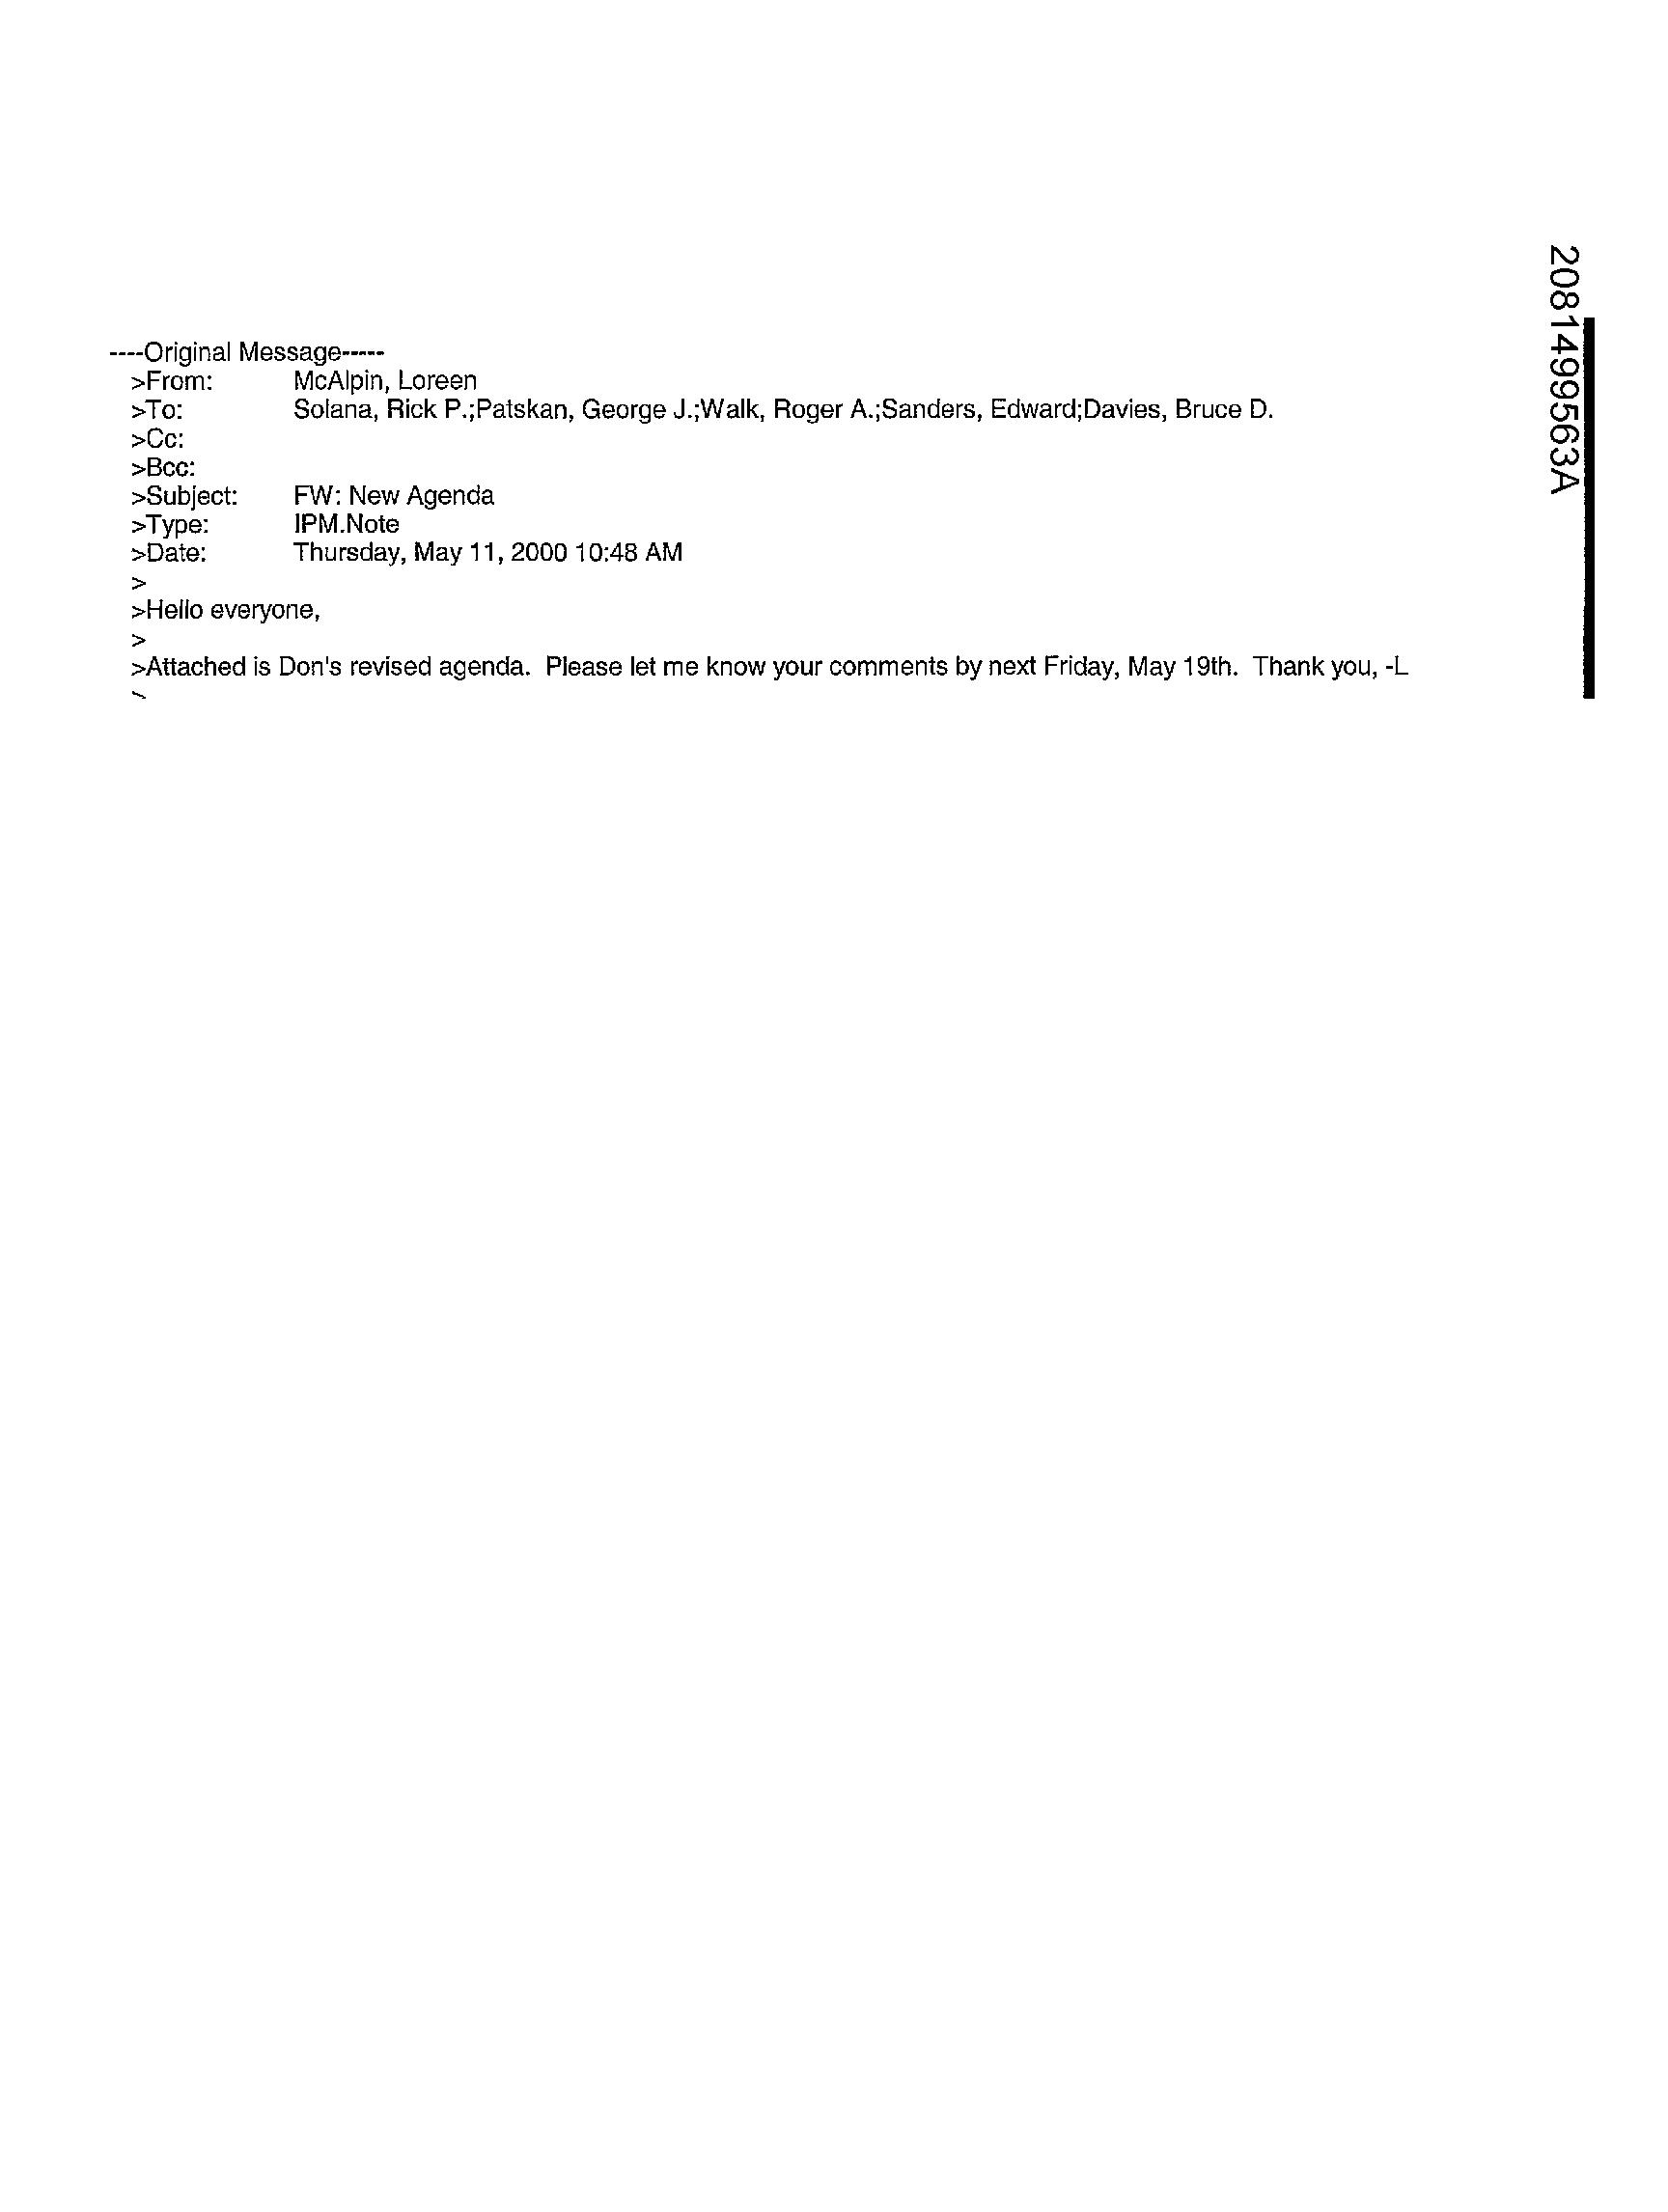 2081499563A
----Original Message-----
>From: McAlpin, Loreen
>To: Solana, Rick P.;Patskan, George J.;Walk, Roger A.;Sanders, Edward;Davies, Bruce D.
>Cc:
>Bcc:
>Subject: FW: New Agenda
>Type: IPM.Note
>Date: Thursday, May 11, 2000 10:48 AM
>
>Hello everyone,
>
>Attached is Don's revised agenda.  Please let me know your comments by next Friday, May 19th.  Thank you, -L